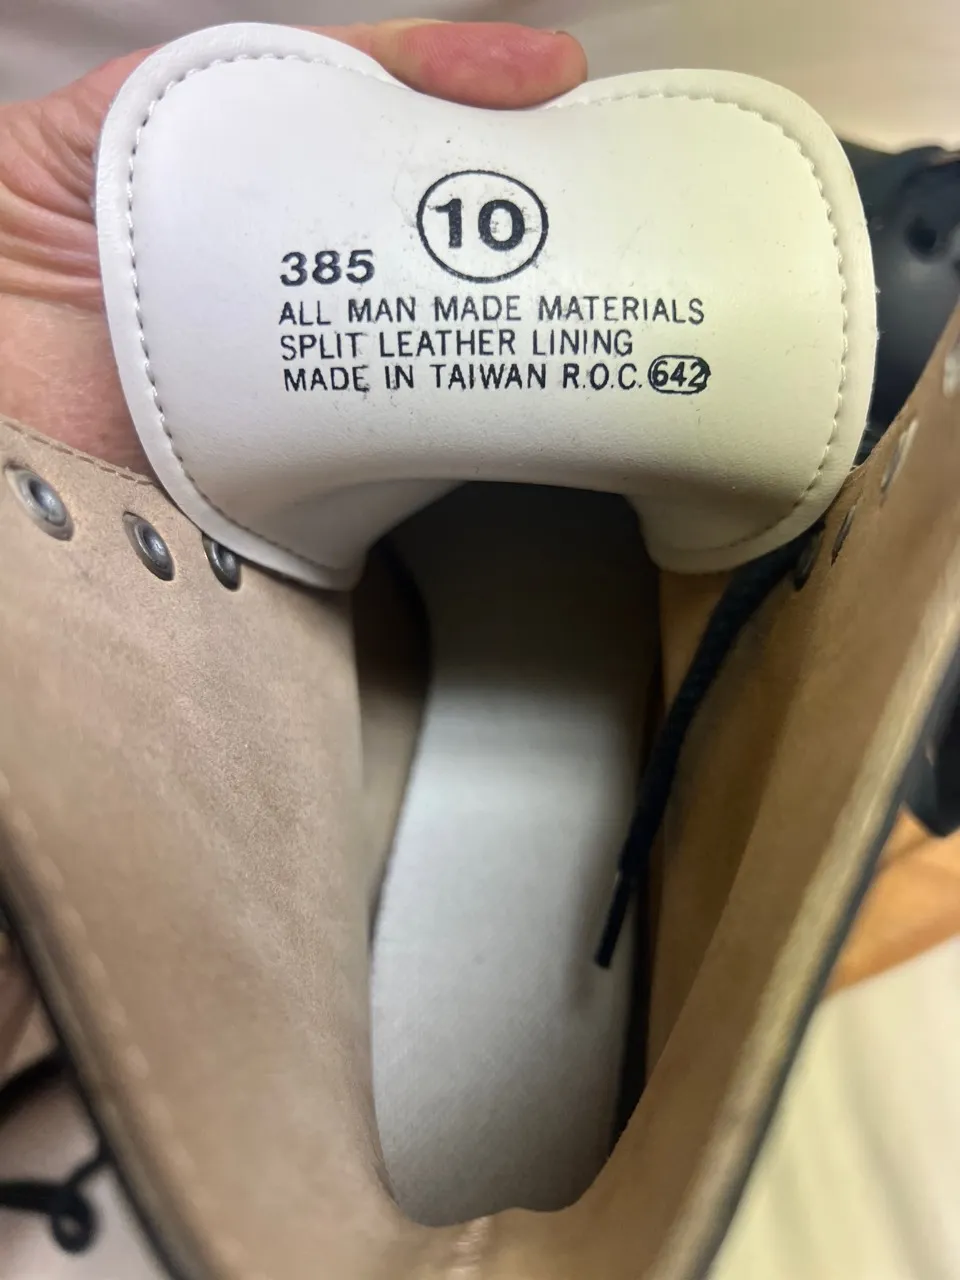 10
385
ALL MAN MADE MATERIALS
SPLIT LEATHER LINING
MADE IN TAIWAN R.O.C. 642